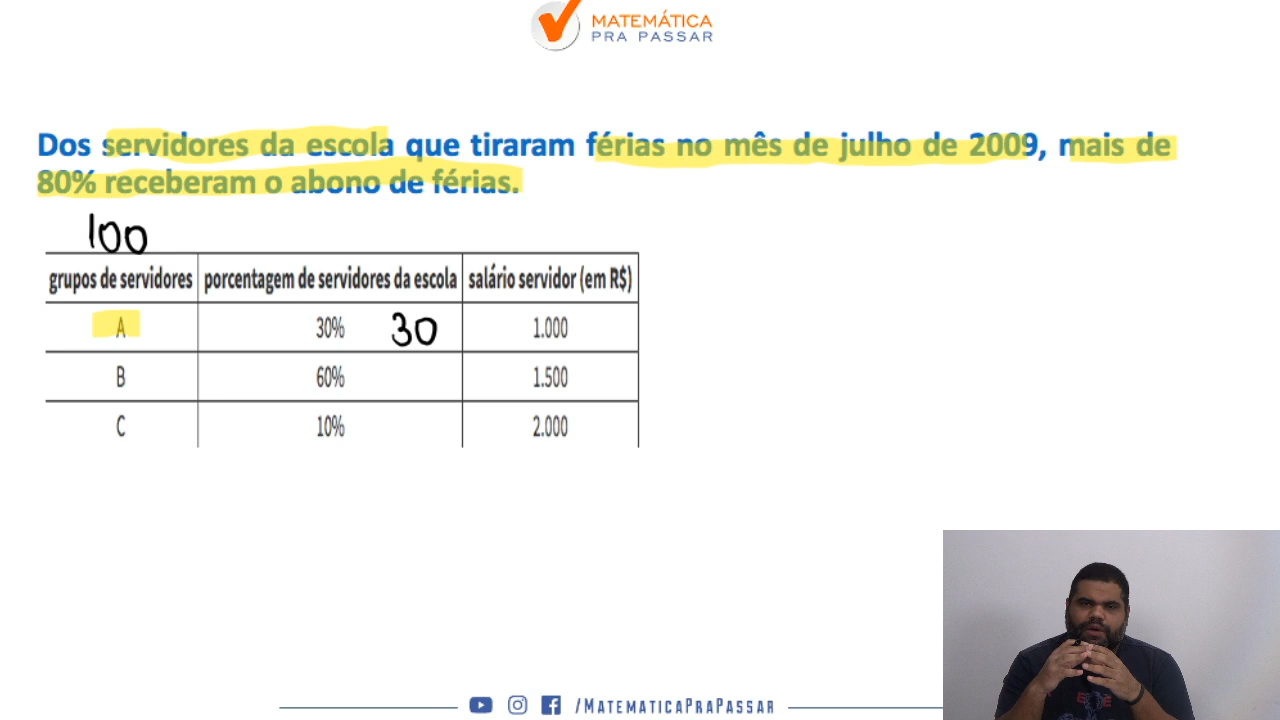 MATEMÁTICA
PRA PASSAR
Dos servidores da escola que tiraram férias no mês de julho de 2009, mais de
80% receberam o abono de férias.
100
grupos de servidores porcentagem de servidores da escola salário servidor (em R$)
A 30% 30 1.000
B 60% 1.500
C 10% 2.000
/MATEMATICAPRAPASSAR